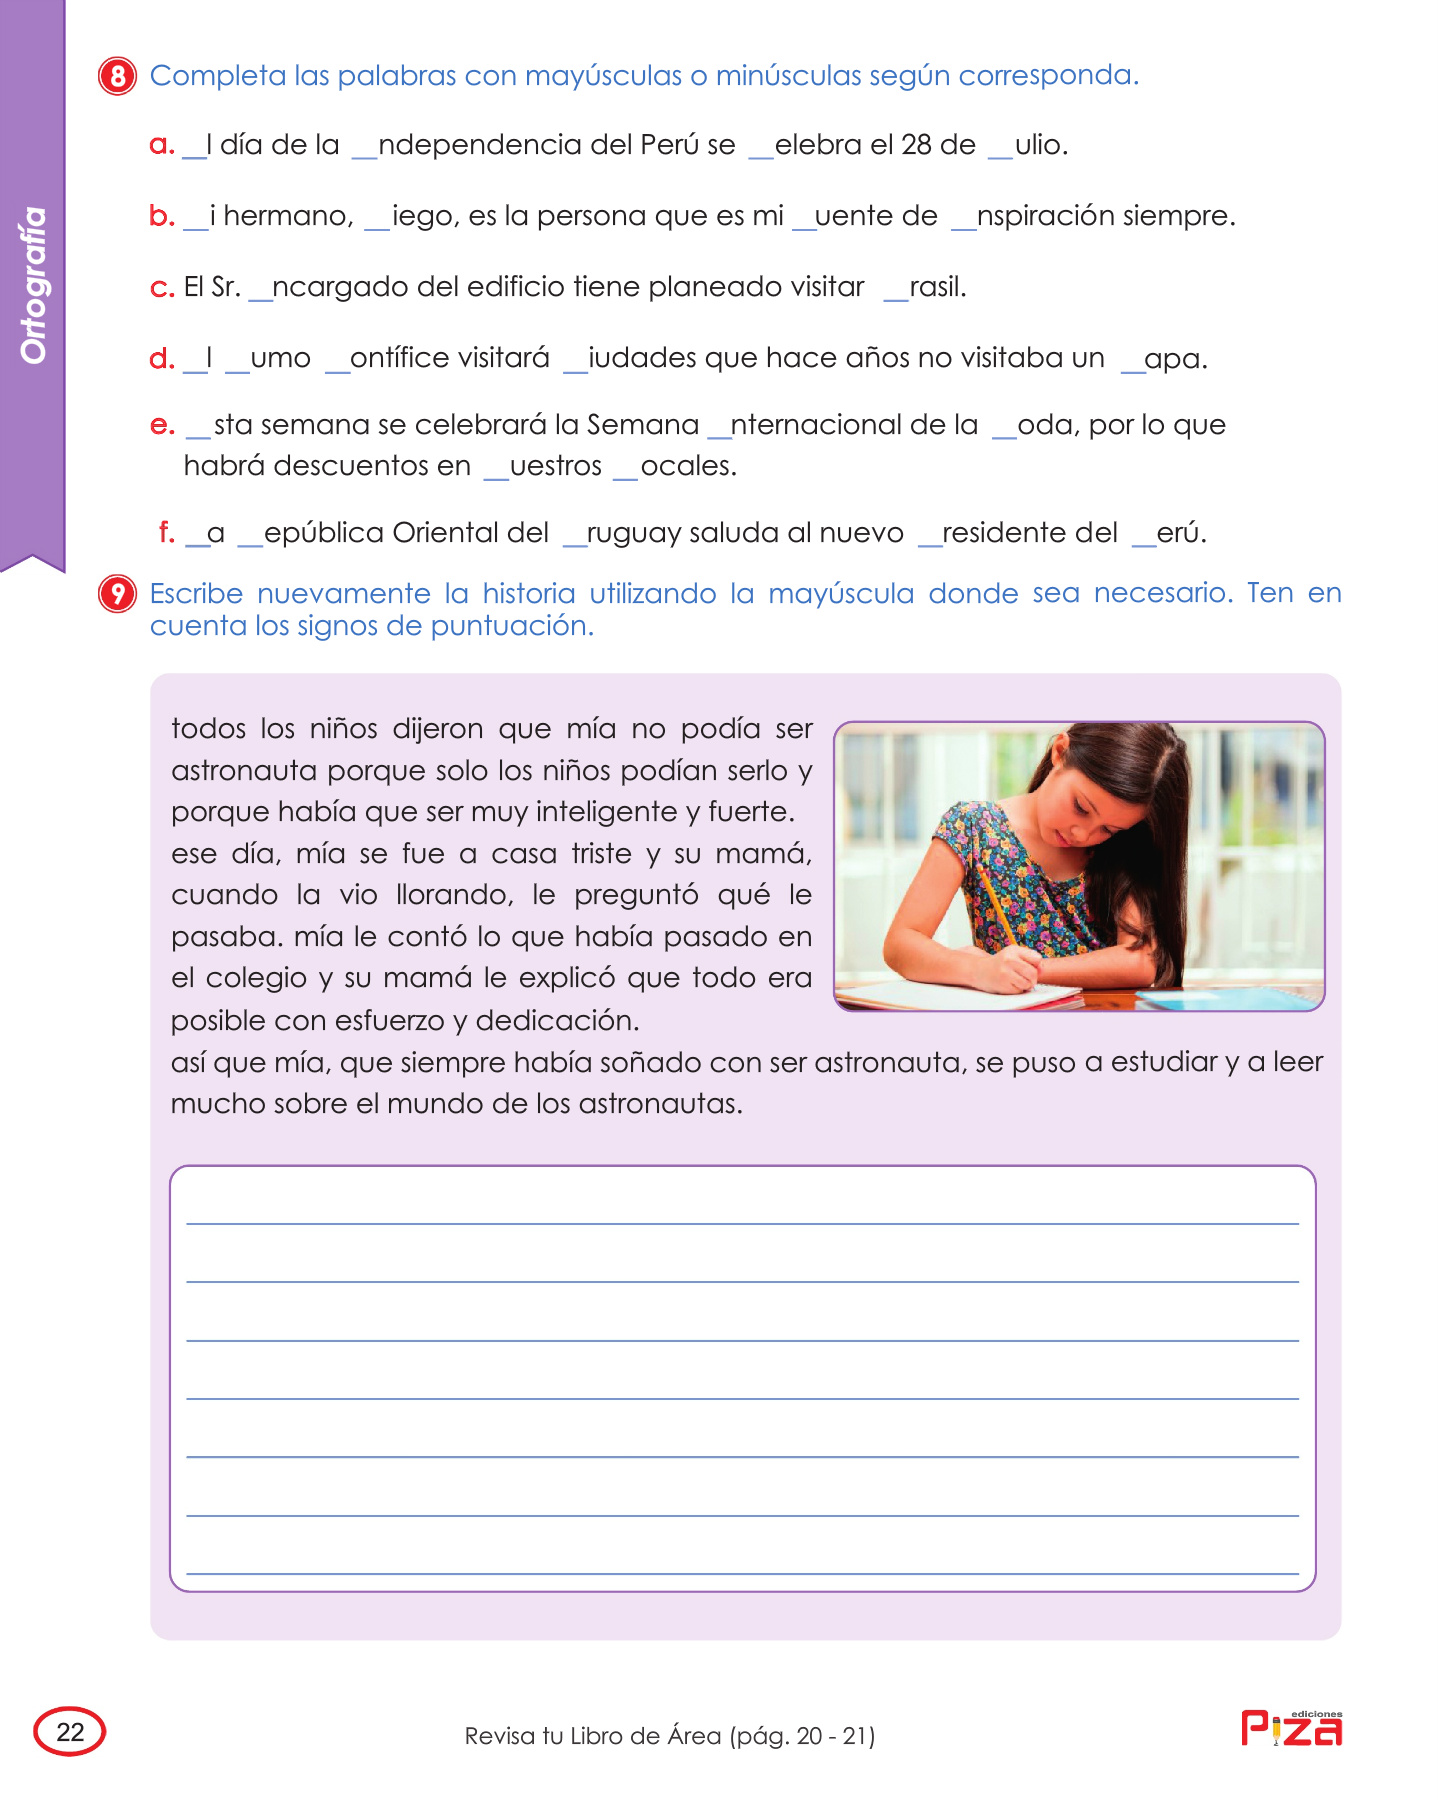 Ortografía
8 Completa las palabras con mayúsculas o minúsculas según corresponda.
a. __l día de la __ndependencia del Perú se __elebra el 28 de __ulio.
b. __i hermano, __iego, es la persona que es mi __uente de __nspiración siempre.
c. El Sr. __ncargado del edificio tiene planeado visitar __rasil.
d. __l __umo __ontífice visitará __iudades que hace años no visitaba un __apa.
e. __sta semana se celebrará la Semana __nternacional de la __oda, por lo que
habrá descuentos en __uestros __ocales.
f. __a __epública Oriental del __ruguay saluda al nuevo __residente del __erú.
9 Escribe nuevamente la historia utilizando la mayúscula donde sea necesario. Ten en
cuenta los signos de puntuación.
todos los niños dijeron que mía no podía ser
astronauta porque solo los niños podían serlo y
porque había que ser muy inteligente y fuerte.
ese día, mía se fue a casa triste y su mamá,
cuando la vio llorando, le preguntó qué le
pasaba. mía le contó lo que había pasado en
el colegio y su mamá le explicó que todo era
posible con esfuerzo y dedicación.
así que mía, que siempre había soñado con ser astronauta, se puso a estudiar y a leer
mucho sobre el mundo de los astronautas.
22
Revisa tu Libro de Área (pág. 20 - 21)
ediciones
Piza